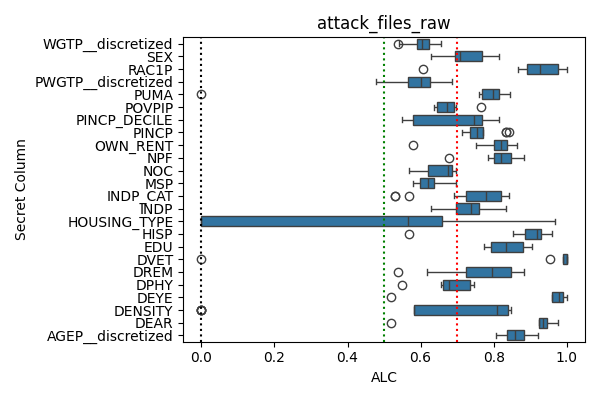 attack_files_raw
Secret Column
WGTP__discretized
SEX
RAC1P
PWGTP__discretized
PUMA
POVPIP
PINCP_DECILE
PINCP
OWN_RENT
NPF
NOC
MSP
INDP_CAT
INDP
HOUSING_TYPE
HISP
EDU
DVET
DREM
DPHY
DEYE
DENSITY
DEAR
AGEP__discretized
0.0 0.2 0.4 0.6 0.8 1.0
ALC